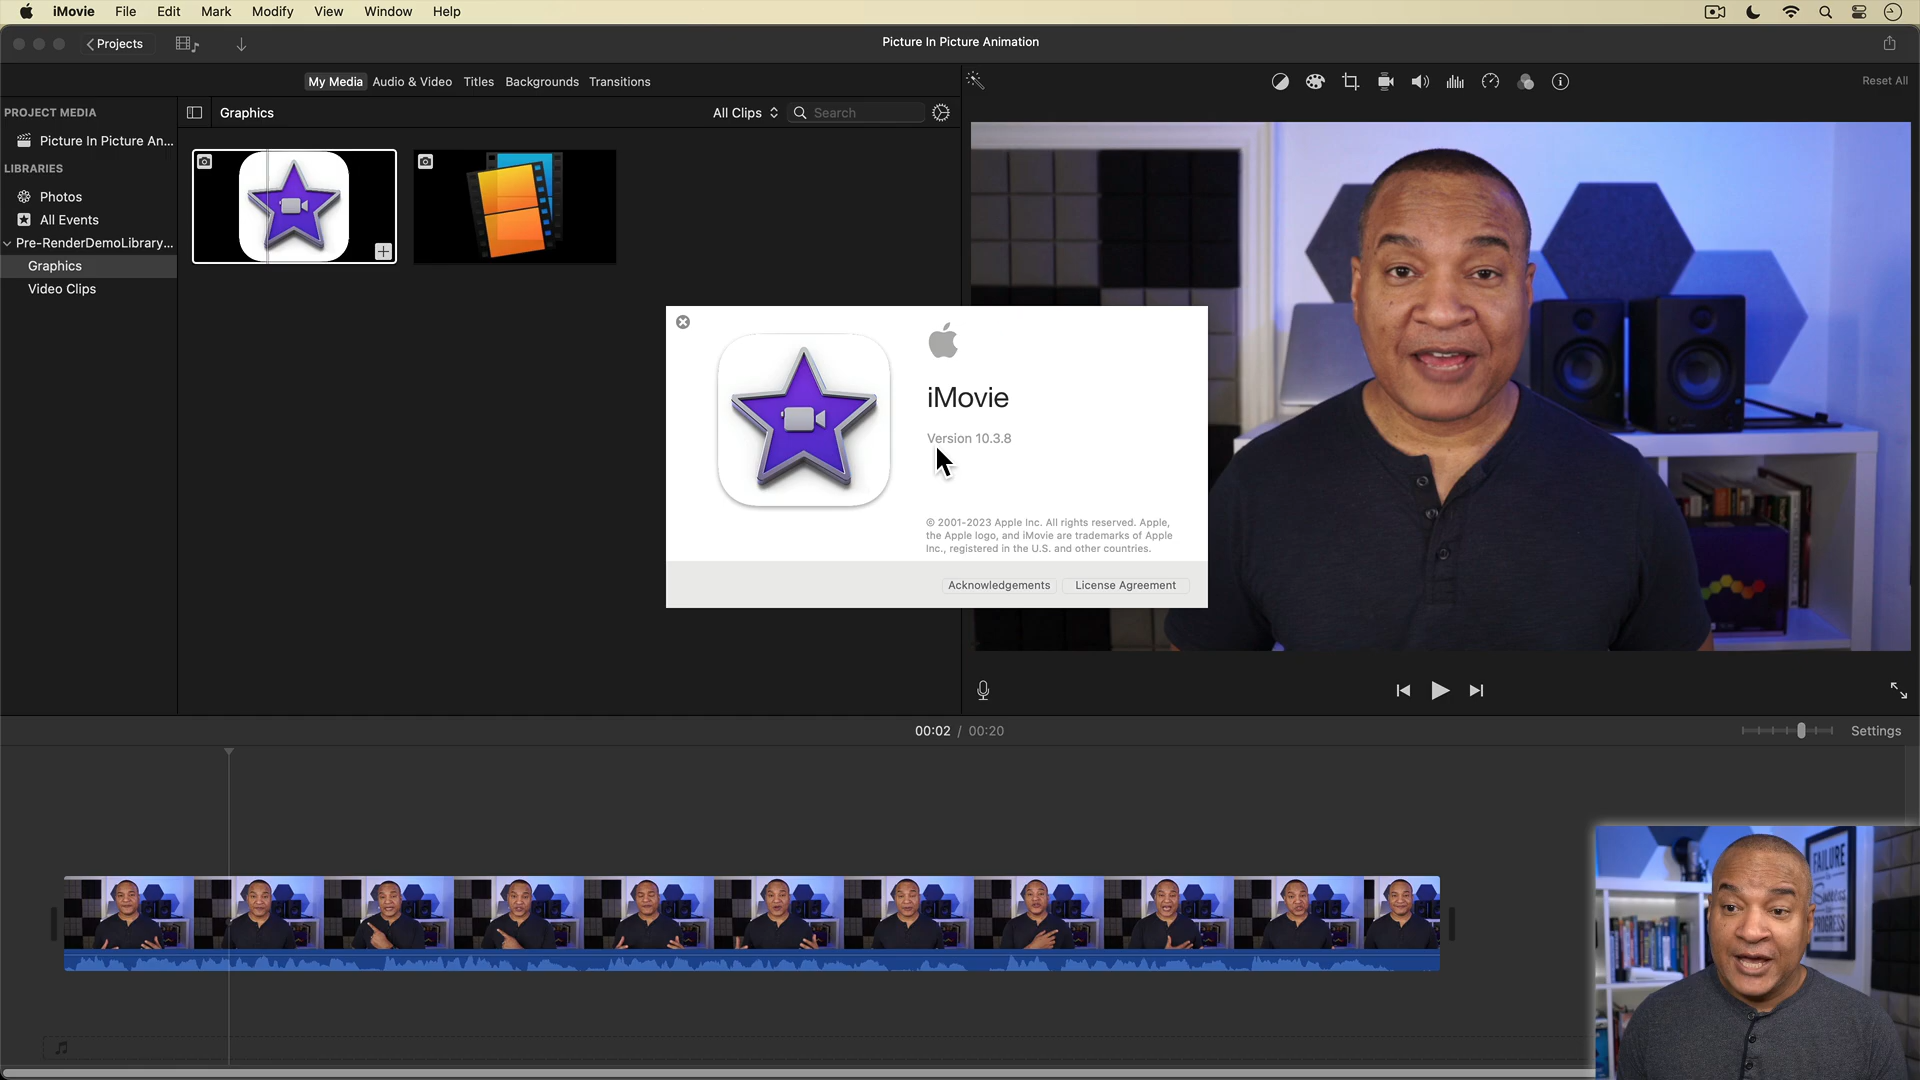 iMovie File Edit Mark Modify View Window Help
Projects
Picture In Picture Animation
My Media Audio & Video Titles Backgrounds Transitions
Reset All
PROJECT MEDIA
Graphics
All Clips
Search
Picture In Picture An...
LIBRARIES
Photos
All Events
Pre-RenderDemoLibrary...
Graphics
Video Clips
iMovie
Version 10.3.8
© 2001-2023 Apple Inc. All rights reserved. Apple,
the Apple logo, and iMovie are trademarks of Apple
Inc., registered in the U.S. and other countries.
Acknowledgements License Agreement
00:02 / 00:20
Settings
FAILURE
Success
PROGRESS